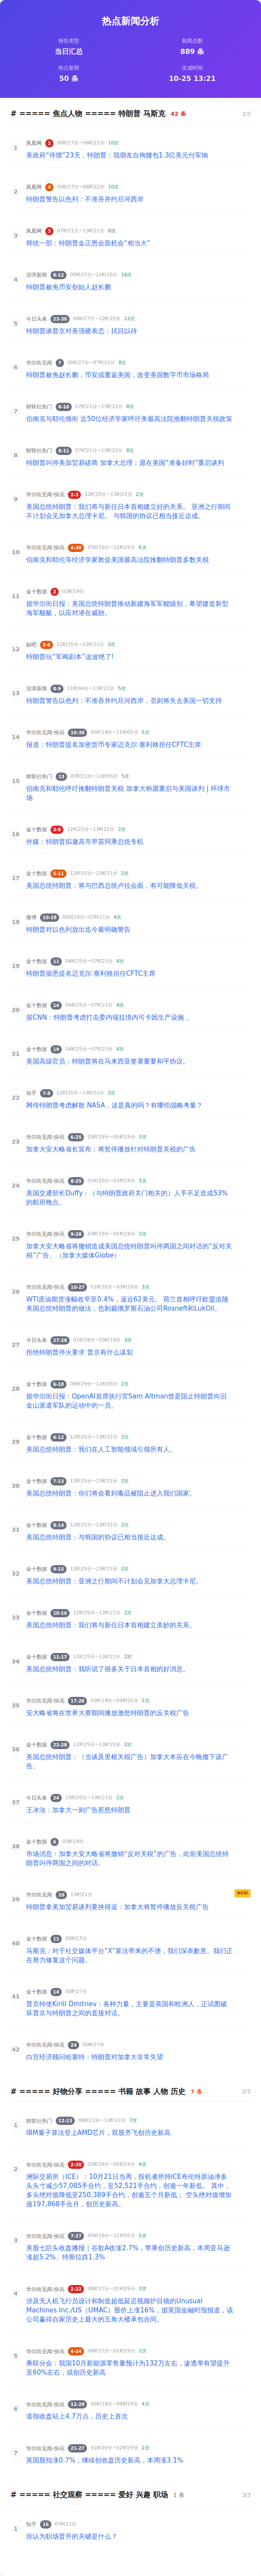 热点新闻分析
报告类型
新闻总数
当日汇总
889 条
热点新闻
生成时间
50 条
10-25 13:21
# ===== 焦点人物 ===== 特朗普 马斯克 42 条 1/3
1
凤凰网 2 00时27分~06时22分 10次
美政府“停摆”23天，特朗普：我朋友自掏腰包1.3亿美元付军饷
2
凤凰网 4 00时27分~06时22分 10次
特朗普警告以色列：不准吞并约旦河西岸
3
凤凰网 3 07时21分~13时21分 8次
韩统一部：特朗普金正恩会面机会“相当大”
4
澎湃新闻 8-12 00时27分~12时25分 16次
特朗普赦免币安创始人赵长鹏
5
今日头条 23-30 00时27分~12时25分 12次
特朗普谈普京对美强硬表态：拭目以待
6
华尔街见闻 7 00时27分~07时21分 8次
特朗普赦免赵长鹏，币安或重返美国，改变美国数字币市场格局
7
财联社热门 6-10 07时21分~13时21分 8次
伯南克与耶伦领衔 近50位经济学家呼吁美最高法院推翻特朗普关税政策
8
财联社热门 8-11 07时21分~13时21分 8次
特朗普叫停美加贸易磋商 加拿大总理：愿在美国“准备好时”重启谈判
9
华尔街见闻-快讯 2-3 12时25分~13时21分 2次
美国总统特朗普：我们将与新任日本首相建立好的关系。 亚洲之行期间
不计划会见加拿大总理卡尼。 与韩国的协议已相当接近达成。
10
华尔街见闻-快讯 4-30 05时19分~12时25分 6次
伯南克和耶伦等经济学家敦促美国最高法院推翻特朗普多数关税
11
金十数据 2 03时19分
据华尔街日报：美国总统特朗普推动新建海军军舰级别，希望建造新型
海军舰艇，以应对潜在威胁。
12
贴吧 5-6 12时25分~13时21分 3次
特朗普玩“军阀剧本”这波绝了!
13
澎湃新闻 8-9 11时04分~13时21分 5次
特朗普警告以色列：不准吞并约旦河西岸，否则将失去美国一切支持
14
华尔街见闻-快讯 10-30 05时19分~11时05分 5次
报道：特朗普提名加密货币专家迈克尔·塞利格担任CFTC主席
15
财联社热门 13 07时21分~11时05分 5次
伯南克和耶伦呼吁推翻特朗普关税 加拿大称愿重启与美国谈判 | 环球市
场
16
金十数据 3-9 12时25分~13时21分 2次
外媒：特朗普拟邀高市早苗同乘总统专机
17
金十数据 5-11 12时25分~13时21分 2次
美国总统特朗普：将与巴西总统卢拉会面，有可能降低关税。
18
微博 10-28 05时18分~07时21分 4次
特朗普对以色列放出迄今最明确警告
19
金十数据 11 04时25分~07时21分 4次
特朗普据悉提名迈克尔·塞利格担任CFTC主席
20
金十数据 14 04时25分~07时21分 4次
据CNN：特朗普考虑打击委内瑞拉境内可卡因生产设施 。
21
金十数据 19 04时25分~07时21分 4次
美国高级官员：特朗普将在马来西亚签署重要和平协议。
22
知乎 7-8 12时25分~13时21分 3次
网传特朗普考虑解散 NASA，这是真的吗？有哪些战略考量？
23
华尔街见闻-快讯 6-25 03时19分~05时19分 3次
加拿大安大略省长宣布：将暂停播放针对特朗普关税的广告
24
华尔街见闻-快讯 8-25 01时20分~03时19分 3次
美国交通部长Duffy：（与特朗普政府关门相关的）人手不足造成53%
的航班晚点。
25
华尔街见闻-快讯 9-28 03时19分~05时19分 3次
加拿大安大略省将撤销造成美国总统特朗普叫停两国之间对话的“反对关
税”广告。（加拿大媒体Globe）
26
华尔街见闻-快讯 10-27 01时20分~03时19分 3次
WTI原油期货涨幅收窄至0.4%，逼近62美元。 荷兰首相呼吁欧盟追随
美国总统特朗普的做法，也制裁俄罗斯石油公司Rosneft和LukOil。
27
今日头条 27-28 02时28分~03时19分 3次
拒绝特朗普停火要求 普京有什么谋划
28
金十数据 6-18 09时29分~11时05分 2次
据华尔街日报：OpenAI首席执行官Sam Altman曾是阻止特朗普向旧
金山派遣军队的运动中的一员。
29
金十数据 6-12 12时25分~13时21分 2次
美国总统特朗普：我们在人工智能领域引领所有人。
30
金十数据 7-13 12时25分~13时21分 2次
美国总统特朗普：你们将会看到毒品被阻止进入我们国家。
31
金十数据 8-14 12时25分~13时21分 2次
美国总统特朗普：与韩国的协议已相当接近达成。
32
金十数据 9-15 12时25分~13时21分 2次
美国总统特朗普：亚洲之行期间不计划会见加拿大总理卡尼。
33
金十数据 10-16 12时25分~13时21分 2次
美国总统特朗普：我们将与新任日本首相建立美妙的关系。
34
金十数据 11-17 12时25分~13时21分 2次
美国总统特朗普：我听说了很多关于日本首相的好消息。
35
华尔街见闻-快讯 17-26 03时19分~04时25分 2次
安大略省将在世界大赛期间播放激怒特朗普的反关税广告
36
金十数据 22-28 12时25分~13时21分 2次
美国总统特朗普：（当谈及里根关税广告）加拿大本应在今晚撤下该广
告。
37
今日头条 24 13时20分~13时21分 2次
王冰汝：加拿大一则广告惹怒特朗普
38
金十数据 6 03时19分
市场消息：加拿大安大略省将撤销“反对关税”的广告，此前美国总统特
朗普叫停两国之间的对话。
39
华尔街见闻 10 13时21分 NEW
特朗普拿美加贸易谈判要挟得逞：加拿大将暂停播放反关税广告
40
金十数据 11 00时27分
马斯克：对于社交媒体平台“X”算法带来的不便，我们深表歉意。我们正
在努力修复这个问题。
41
金十数据 14 00时27分
普京特使Kirill Dmitriev：各种力量，主要是英国和欧洲人，正试图破
坏普京与特朗普之间的直接对话。
42
华尔街见闻-快讯 24 00时27分
白宫经济顾问哈塞特：特朗普对加拿大非常失望
# ===== 好物分享 ===== 书籍 故事 人物 历史 7 条 2/3
1
财联社热门 12-13 06时22分~13时21分 7次
IBM量子算法登上AMD芯片，双股齐飞创历史新高
2
华尔街见闻-快讯 2-30 02时29分~05时19分 4次
洲际交易所（ICE）：10月21日当周，投机者所持ICE布伦特原油净多
头头寸减少57,085手合约，至52,521手合约，创逾一年新低。 其中，
多头绝对值降低至250,389手合约，创逾五个月新低； 空头绝对值增加
值197,868手合约，创历史新高。
3
华尔街见闻-快讯 7-27 05时19分~11时05分 5次
美股七巨头收盘播报｜谷歌A收涨2.7%，苹果创历史新高，本周亚马逊
涨超5.2%、特斯拉跌1.3%
4
华尔街见闻-快讯 2-22 00时27分~02时29分 3次
涉及无人机飞行员设计和制造超低延迟视频护目镜的Unusual
Machines Inc./US（UMAC）股价上涨16%，据英国金融时报报道，该
公司赢得自家历史上最大的五角大楼承包合同。
5
华尔街见闻-快讯 4-24 00时27分~02时29分 3次
乘联分会：我国10月新能源零售量预计为132万左右，渗透率有望提升
至60%左右，或创历史新高
6
华尔街见闻-快讯 12-29 05时19分~09时29分 4次
道指收盘站上4.7万点，历史上首次
7
华尔街见闻-快讯 21-27 01时20分~02时29分 2次
英国股指涨0.7%，继续创收盘历史新高，本周涨3.1%
# ===== 社交观察 ===== 爱好 兴趣 职场 1 条 3/3
1
知乎 16 07时21分
你认为职场晋升的关键是什么？